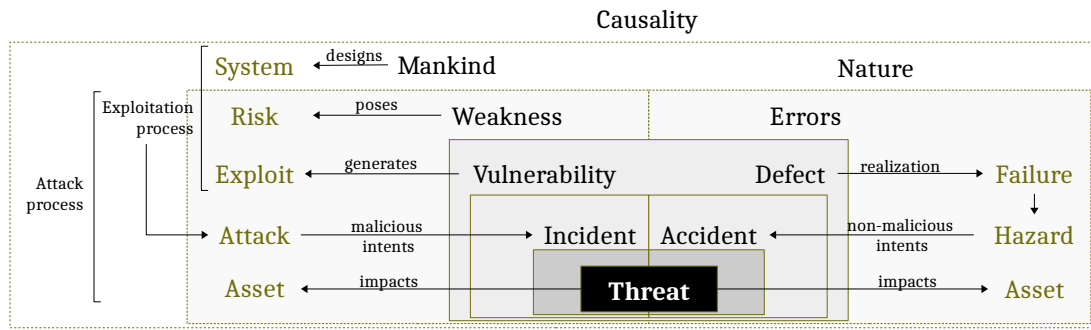 Causality
System
designs
Mankind
Nature
Exploitation
process
Risk
poses
Weakness
Errors
Attack
process
Exploit
generates
Vulnerability
Defect
realization
Failure
Attack
malicious
intents
Incident
Accident
non-malicious
intents
Hazard
Asset
impacts
Threat
impacts
Asset